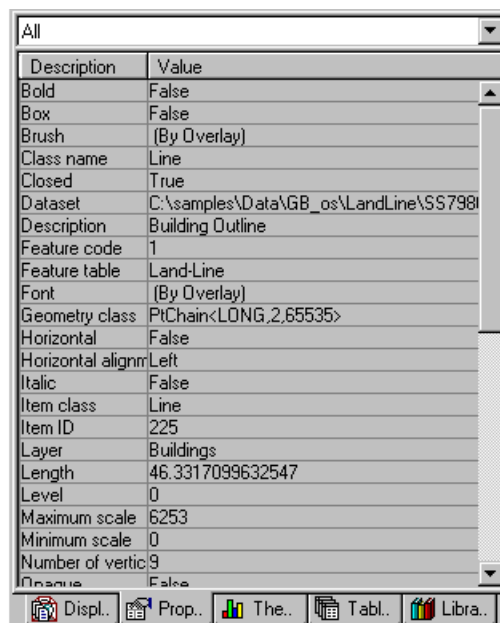 All
Description Value
Bold False
Box False
Brush (By Overlay)
Class name Line
Closed True
Dataset C:\samples\Data\GB_os\LandLine\SS798
Description Building Outline
Feature code 1
Feature table Land-Line
Font (By Overlay)
Geometry class PtChain<LONG,2,65535>
Horizontal False
Horizontal alignm Left
Italic False
Item class Line
Item ID 225
Layer Buildings
Length 46.3317099632547
Level 0
Maximum scale 6253
Minimum scale 0
Number of vertic 9
Opaque False
Displ.. Prop.. The.. Tabl.. Libra..